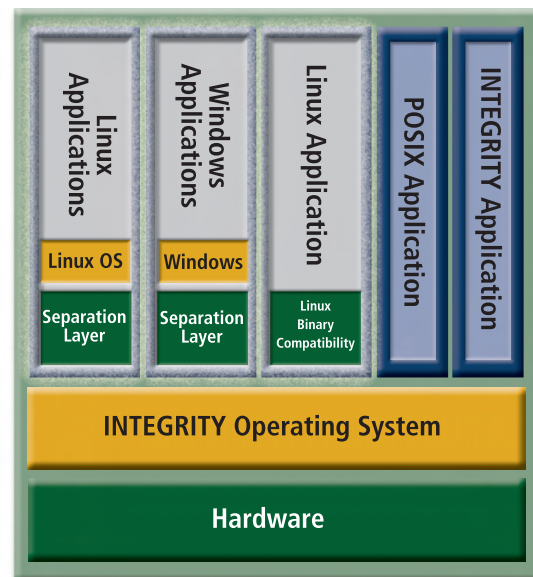 Linux
Applications
Linux OS
Separation
Layer
Windows
Applications
Windows
Separation
Layer
Linux Application
Linux
Binary
Compatibility
POSIX Application
INTEGRITY Application
INTEGRITY Operating System
Hardware